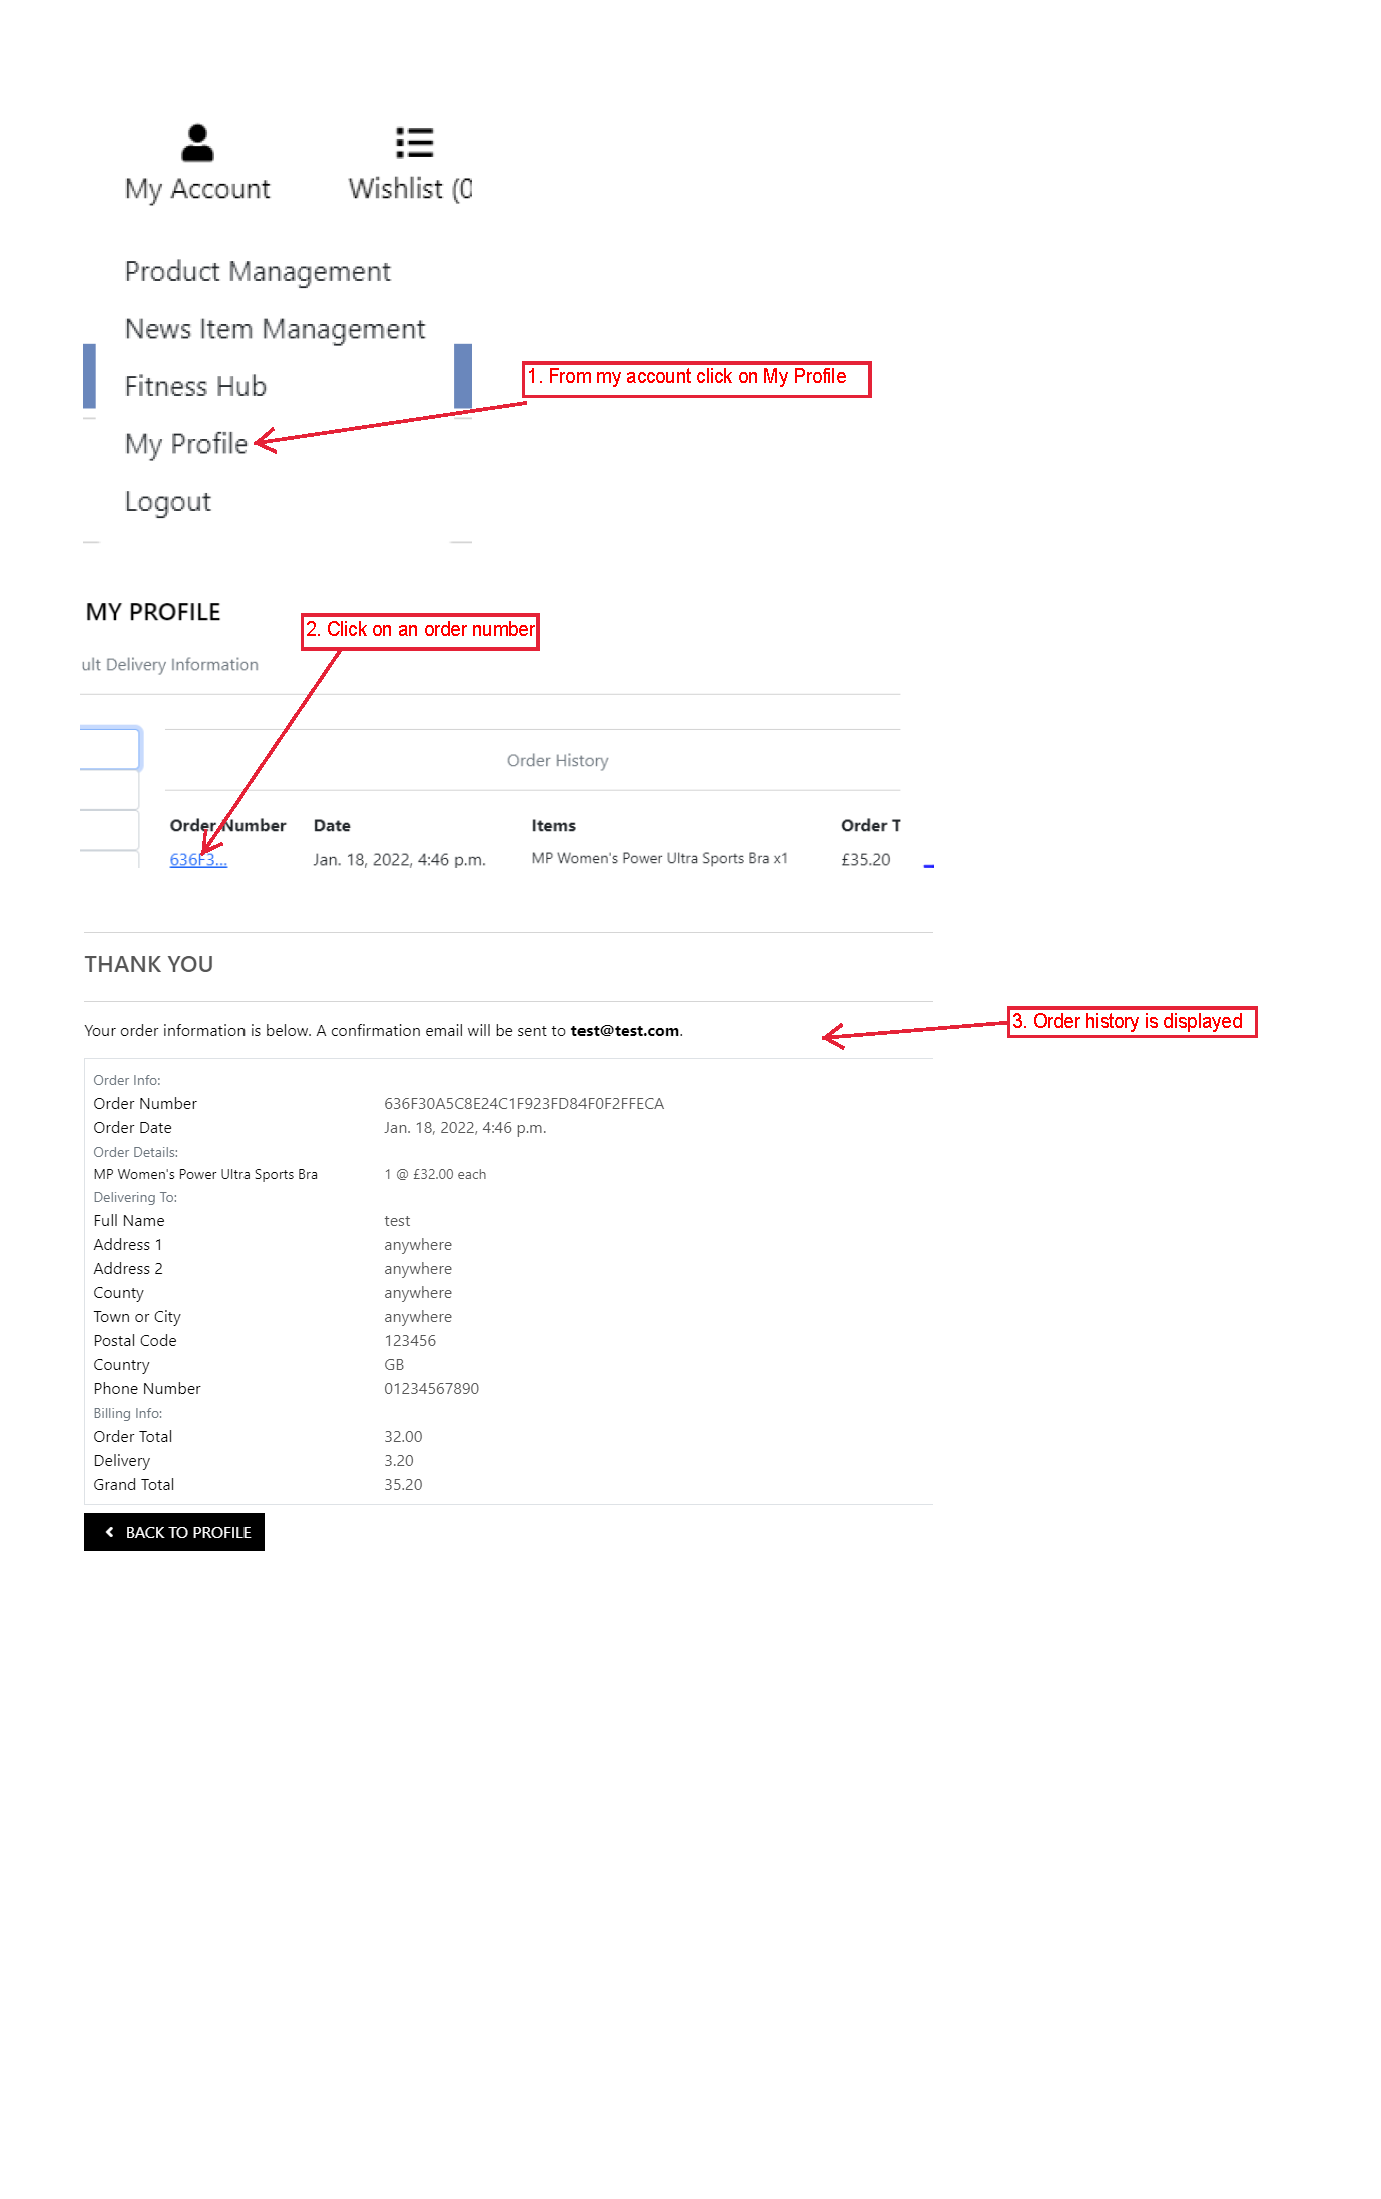 My Account Wishlist (0
Product Management
News Item Management
Fitness Hub
1. From my account click on My Profile
My Profile
Logout
MY PROFILE
2. Click on an order number
ult Delivery Information
Order History
Order Number Date Items Order T
636F3... Jan. 18, 2022, 4:46 p.m. MP Women's Power Ultra Sports Bra x1 £35.20
THANK YOU
Your order information is below. A confirmation email will be sent to test@test.com.
3. Order history is displayed
Order Info:
Order Number 636F30A5C8E24C1F923FD84F0F2FFECA
Order Date Jan. 18, 2022, 4:46 p.m.
Order Details:
MP Women's Power Ultra Sports Bra 1 @ £32.00 each
Delivering To:
Full Name test
Address 1 anywhere
Address 2 anywhere
County anywhere
Town or City anywhere
Postal Code 123456
Country GB
Phone Number 01234567890
Billing Info:
Order Total 32.00
Delivery 3.20
Grand Total 35.20
BACK TO PROFILE